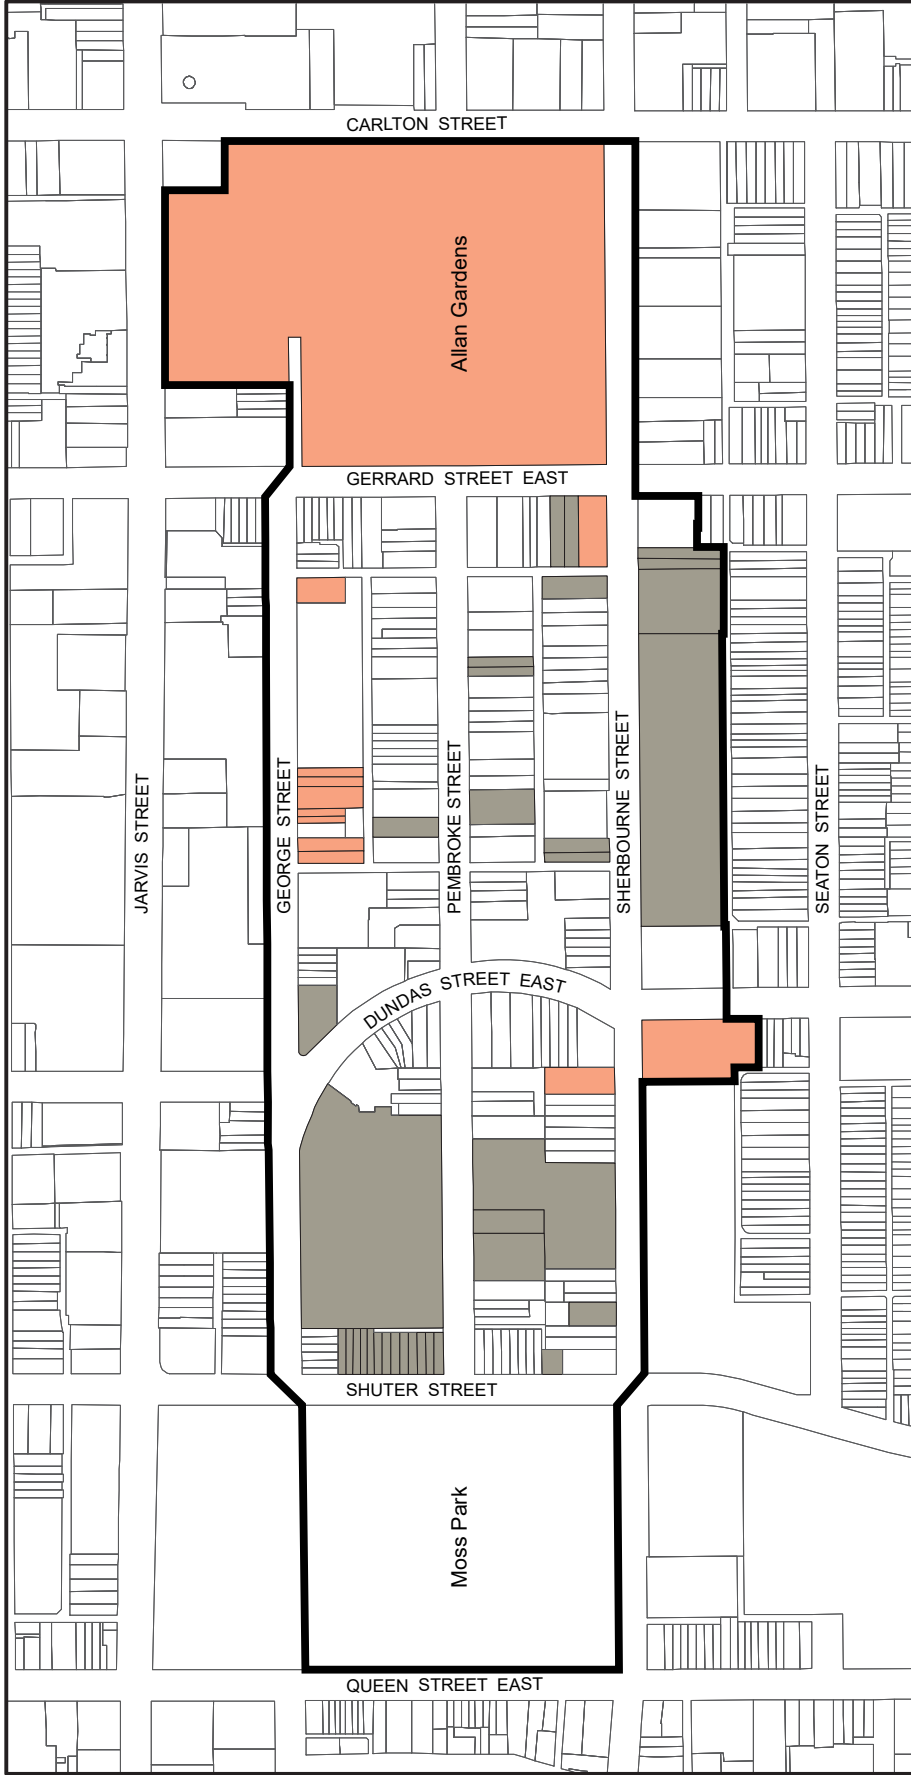 CARLTON STREET
Allan Gardens
GERRARD STREET EAST
JARVIS STREET
GEORGE STREET
PEMBROKE STREET
SHERBOURNE STREET
SEATON STREET
DUNDAS STREET EAST
SHUTER STREET
Moss Park
QUEEN STREET EAST